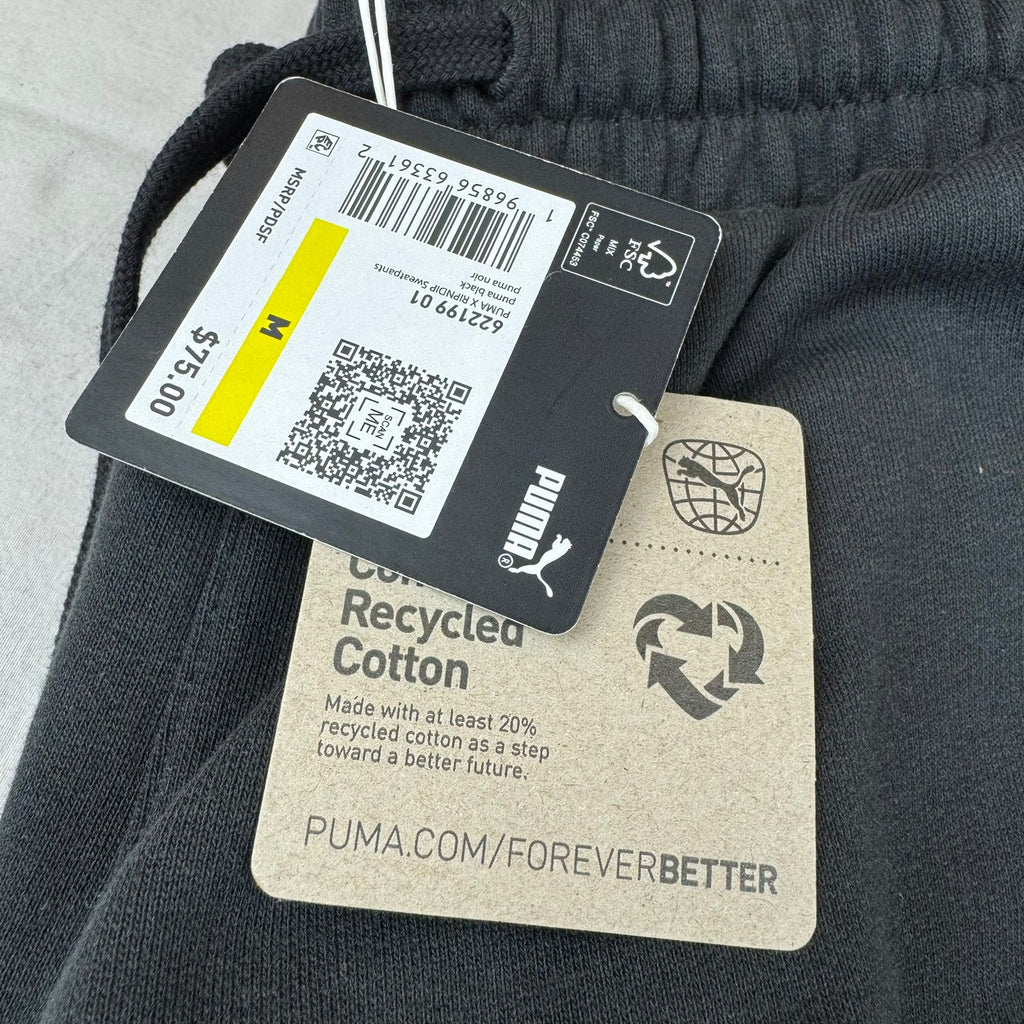 MSRP/PDSF
M
$75.00
1 96856 63361 2
622199 01
PUMA X RIPNDIP Sweatpants
puma black
puma noir
SCAN
ME
FSC
MIX
Paper
FSC® C074453
PUMA®
Recycled
Cotton
Made with at least 20%
recycled cotton as a step
toward a better future.
PUMA.COM/FOREVERBETTER